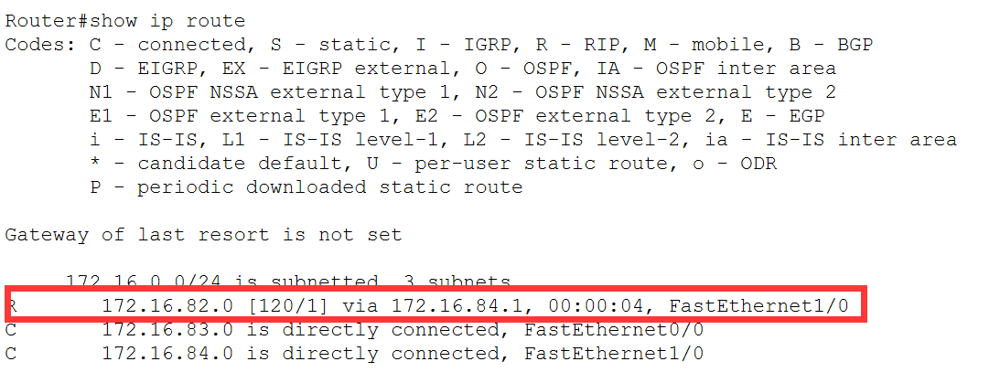 Router#show ip route
Codes: C - connected, S - static, I - IGRP, R - RIP, M - mobile, B - BGP
D - EIGRP, EX - EIGRP external, O - OSPF, IA - OSPF inter area
N1 - OSPF NSSA external type 1, N2 - OSPF NSSA external type 2
E1 - OSPF external type 1, E2 - OSPF external type 2, E - EGP
i - IS-IS, L1 - IS-IS level-1, L2 - IS-IS level-2, ia - IS-IS inter area
* - candidate default, U - per-user static route, o - ODR
P - periodic downloaded static route
Gateway of last resort is not set
172.16.0.0/24 is subnetted, 3 subnets
R 172.16.82.0 [120/1] via 172.16.84.1, 00:00:04, FastEthernet1/0
C 172.16.83.0 is directly connected, FastEthernet0/0
C 172.16.84.0 is directly connected, FastEthernet1/0